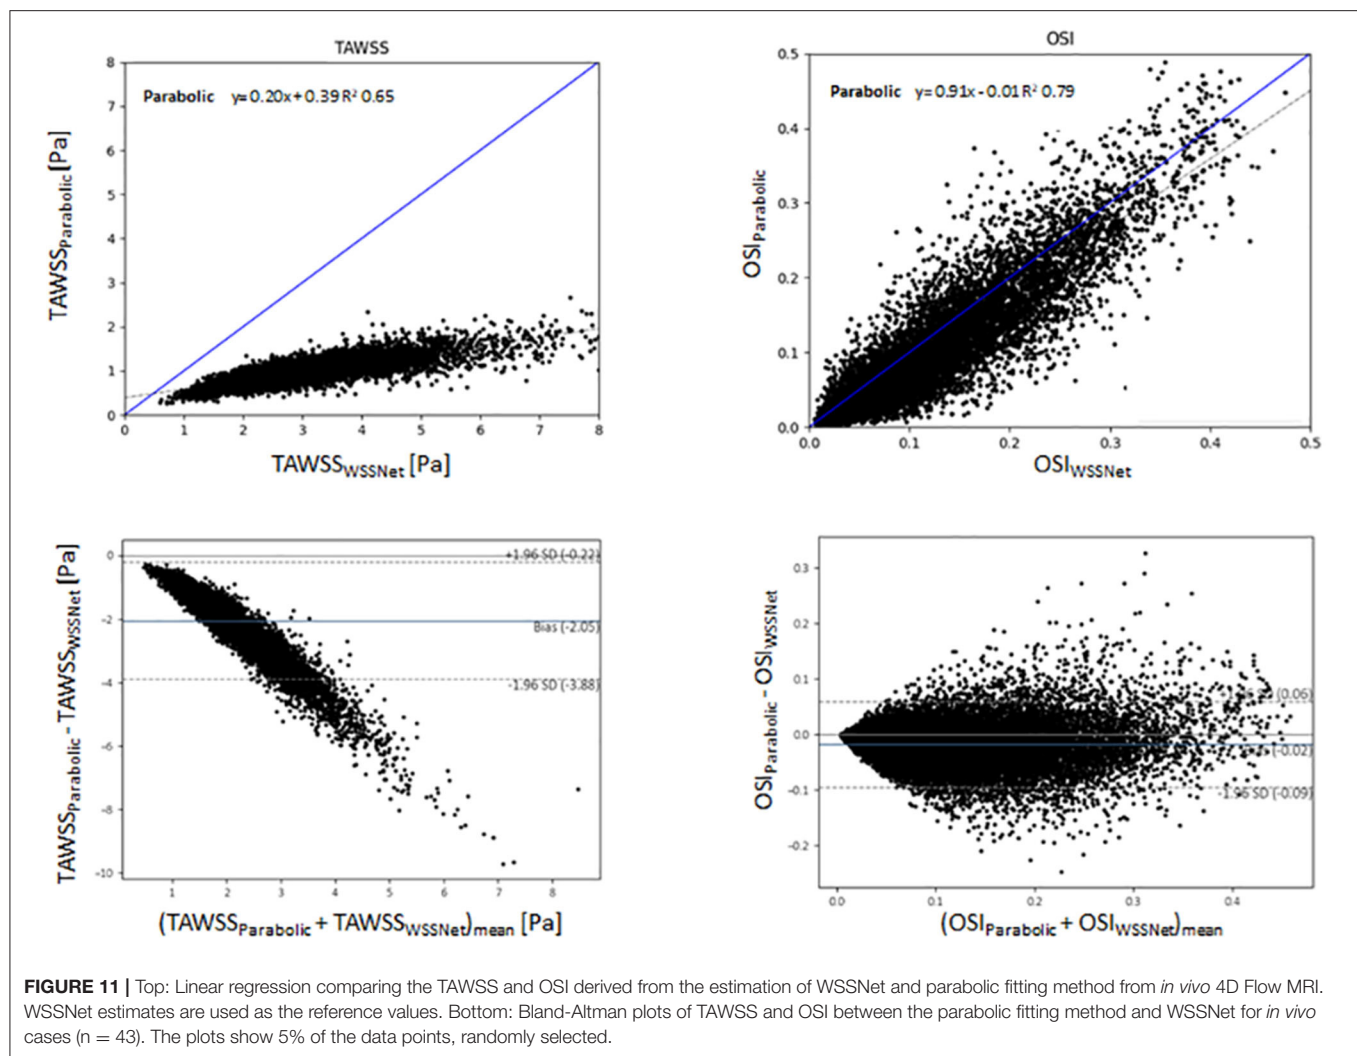 TAWSS
8
7
6
5
4
3
2
1
0
0 1 2 3 4 5 6 7 8
Parabolic y=0.20x+0.39 R² 0.65
TAWSSParabolic [Pa]
TAWSSWSSNet [Pa]
OSI
0.5
0.4
0.3
0.2
0.1
0.0
0.0 0.1 0.2 0.3 0.4 0.5
Parabolic y=0.91x-0.01 R² 0.79
OSIParabolic
OSIWSSNet
TAWSSParabolic - TAWSSWSSNet [Pa]
0
-2
-4
-6
-8
-10
+1.96 SD (-0.22)
Bias (-2.05)
-1.96 SD (-3.88)
1 2 3 4 5 6 7 8
(TAWSSParabolic + TAWSSWSSNet)mean [Pa]
OSIParabolic - OSIWSSNet
0.3
0.2
0.1
0.0
-0.1
-0.2
SD (0.06)
(-0.02)
-1.96 SD (-0.09)
0.0 0.1 0.2 0.3 0.4
(OSIParabolic + OSIWSSNet)mean
FIGURE 11 | Top: Linear regression comparing the TAWSS and OSI derived from the estimation of WSSNet and parabolic fitting method from in vivo 4D Flow MRI.
WSSNet estimates are used as the reference values. Bottom: Bland-Altman plots of TAWSS and OSI between the parabolic fitting method and WSSNet for in vivo
cases (n = 43). The plots show 5% of the data points, randomly selected.